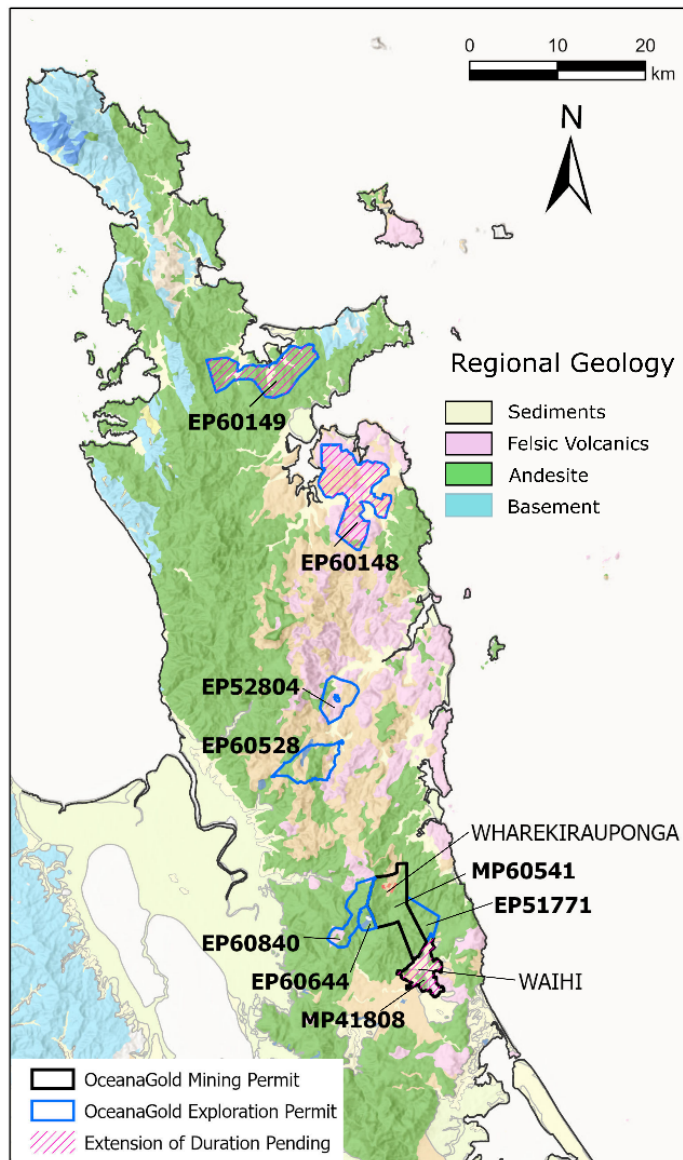 0 10 20
km
N
EP60149
Regional Geology
Sediments
Felsic Volcanics
Andesite
Basement
EP60148
EP52804
EP60528
WHAREKIRAUPONGA
MP60541
EP51771
EP60840
EP60644
WAIHI
MP41808
OceanaGold Mining Permit
OceanaGold Exploration Permit
Extension of Duration Pending